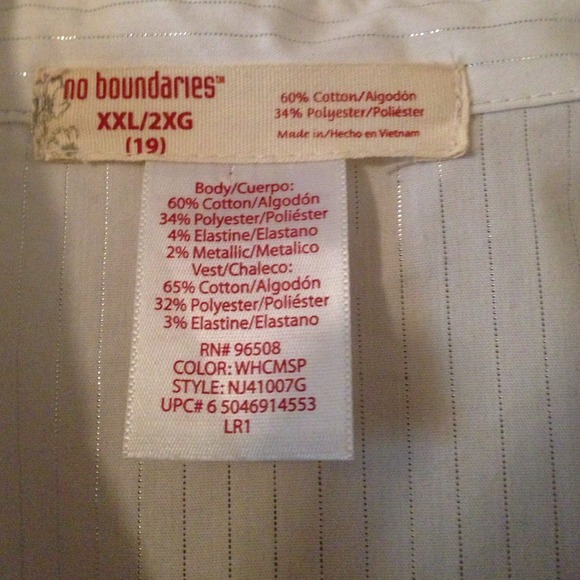 no boundaries™
XXL/2XG
(19)
60% Cotton/Algodón
34% Polyester/Poliéster
Made in/Hecho en Vietnam
Body/Cuerpo:
60% Cotton/Algodón
34% Polyester/Poliéster
4% Elastine/Elastano
2% Metallic/Metalico
Vest/Chaleco:
65% Cotton/Algodón
32% Polyester/Poliéster
3% Elastine/Elastano
RN# 96508
COLOR: WHCMSP
STYLE: NJ41007G
UPC# 6 5046914553
LR1